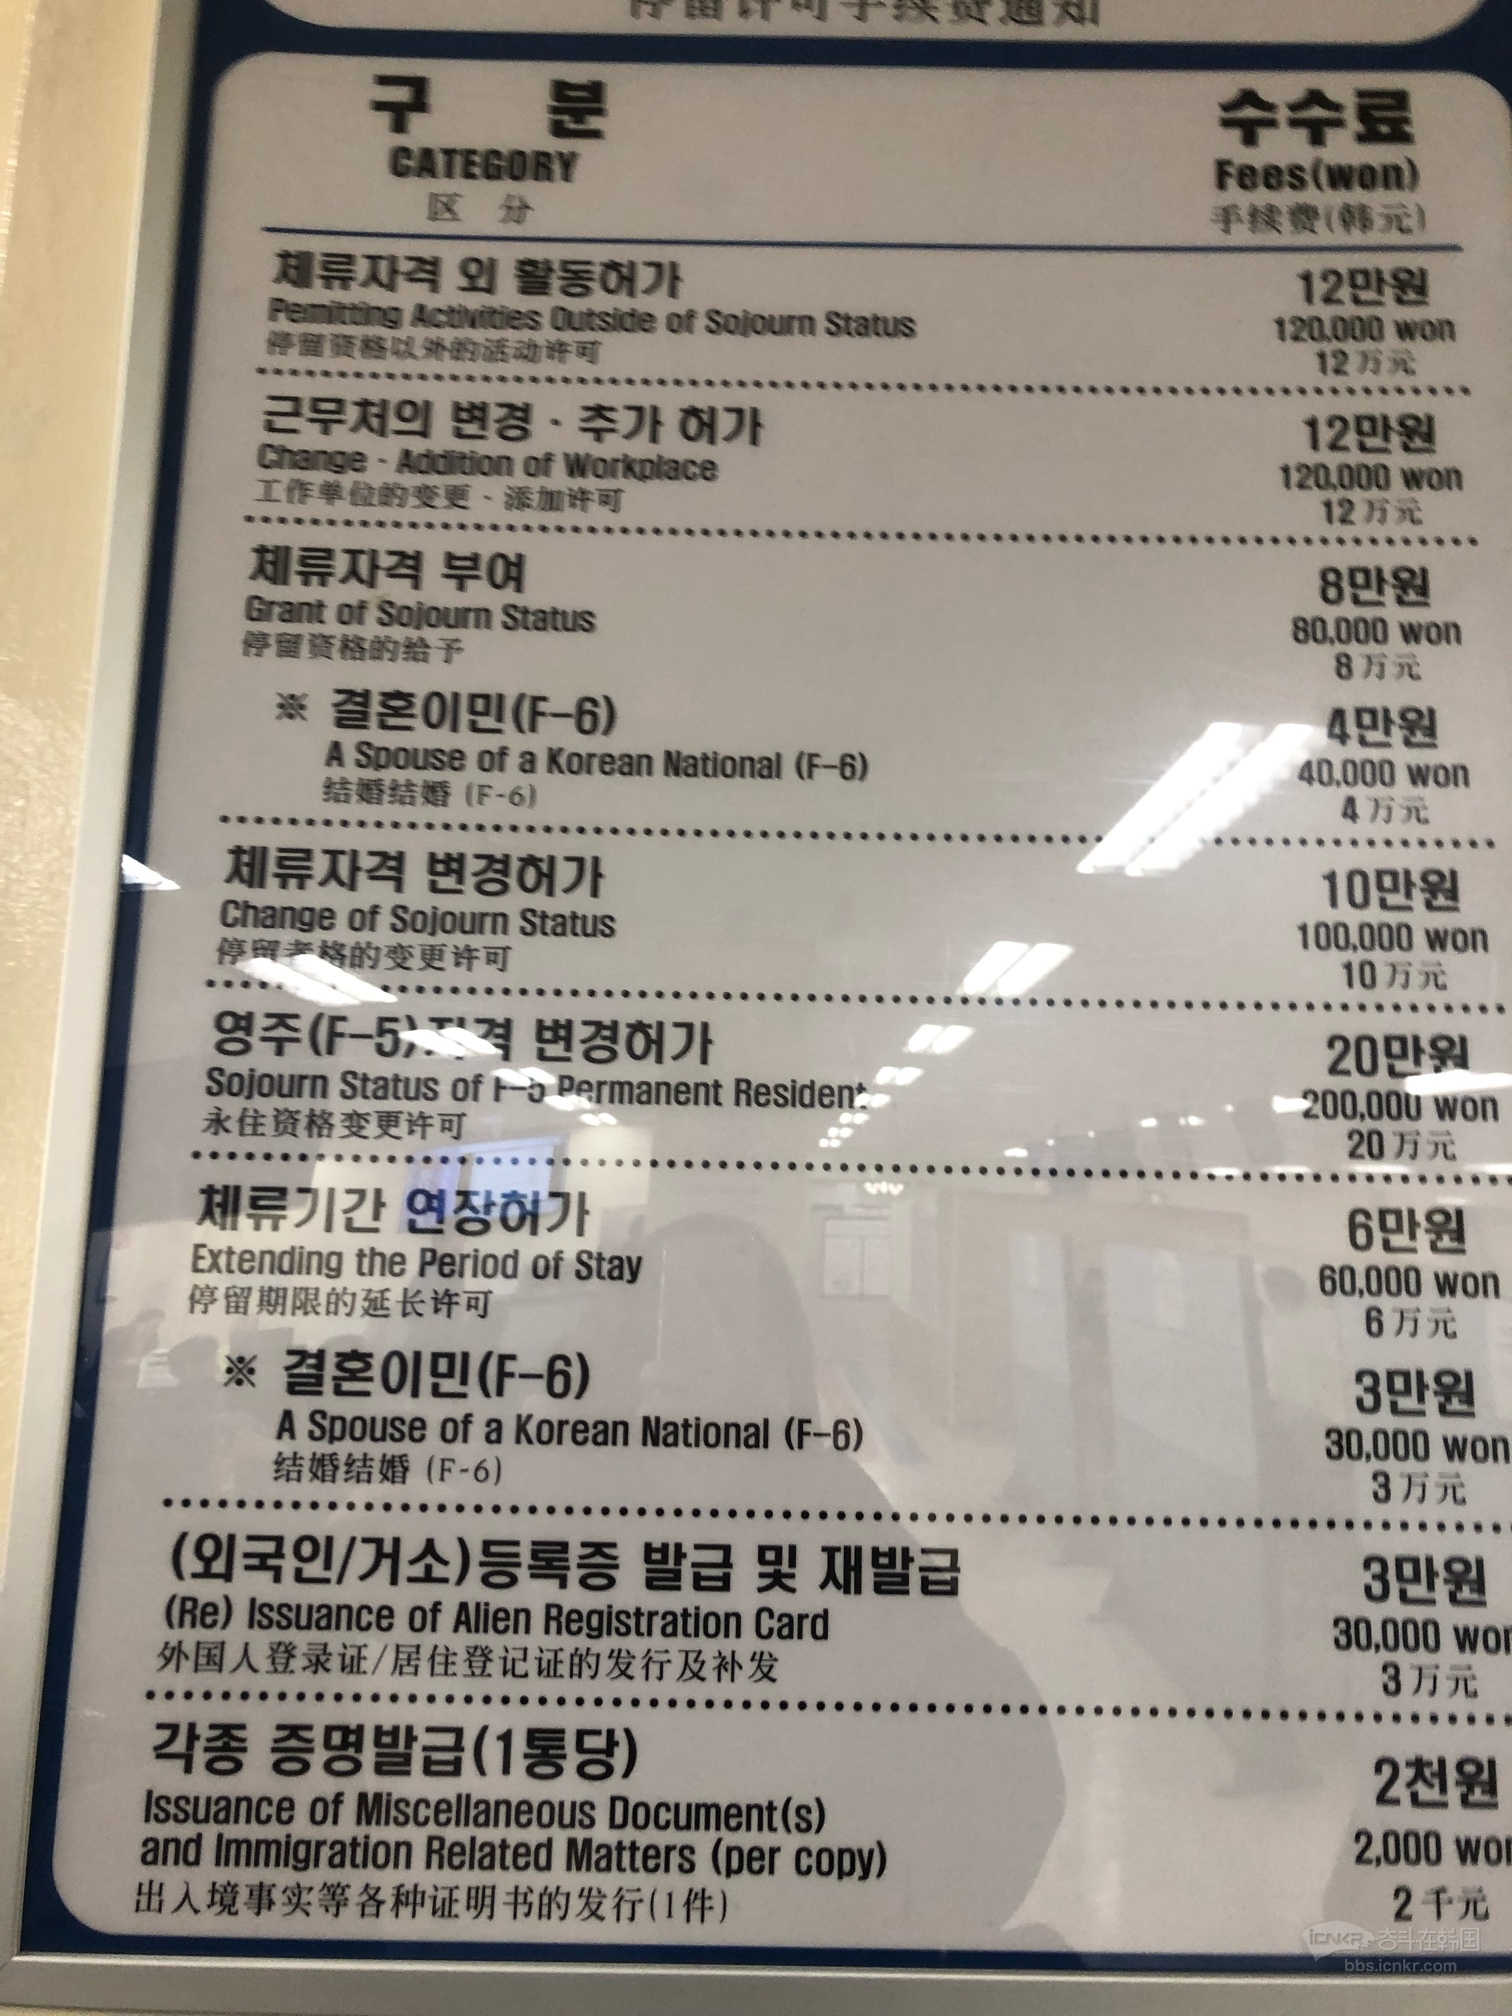 停留许可手续费通知
구 분
CATEGORY
区 分
수수료
Fees(won)
手续费(韩元)
체류자격 외 활동허가
Pemitting Activities Outside of Sojourn Status
停留资格以外的活动许可
12만원
120,000 won
12万元
근무처의 변경·추가 허가
Change · Addition of Workplace
工作单位的变更、添加许可
12만원
120,000 won
12万元
체류자격 부여
Grant of Sojourn Status
停留资格的给予
8만원
80,000 won
8万元
※ 결혼이민(F-6)
A Spouse of a Korean National (F-6)
结婚结婚 (F-6)
4만원
40,000 won
4万元
체류자격 변경허가
Change of Sojourn Status
停留资格的变更许可
10만원
100,000 won
10万元
영주(F-5)자격 변경허가
Sojourn Status of F-5 Permanent Resident
永住资格变更许可
20만원
200,000 won
20万元
체류기간 연장허가
Extending the Period of Stay
停留期限的延长许可
6만원
60,000 won
6万元
※ 결혼이민(F-6)
A Spouse of a Korean National (F-6)
结婚结婚 (F-6)
3만원
30,000 won
3万元
(외국인/거소)등록증 발급 및 재발급
(Re) Issuance of Alien Registration Card
外国人登录证/居住登记证的发行及补发
3만원
30,000 won
3万元
각종 증명발급(1통당)
Issuance of Miscellaneous Document(s)
and Immigration Related Matters (per copy)
出入境事实等各种证明书的发行(1件)
2천원
2,000 won
2千元
iCNKR 奋斗在韩国
bbs.icnkr.com